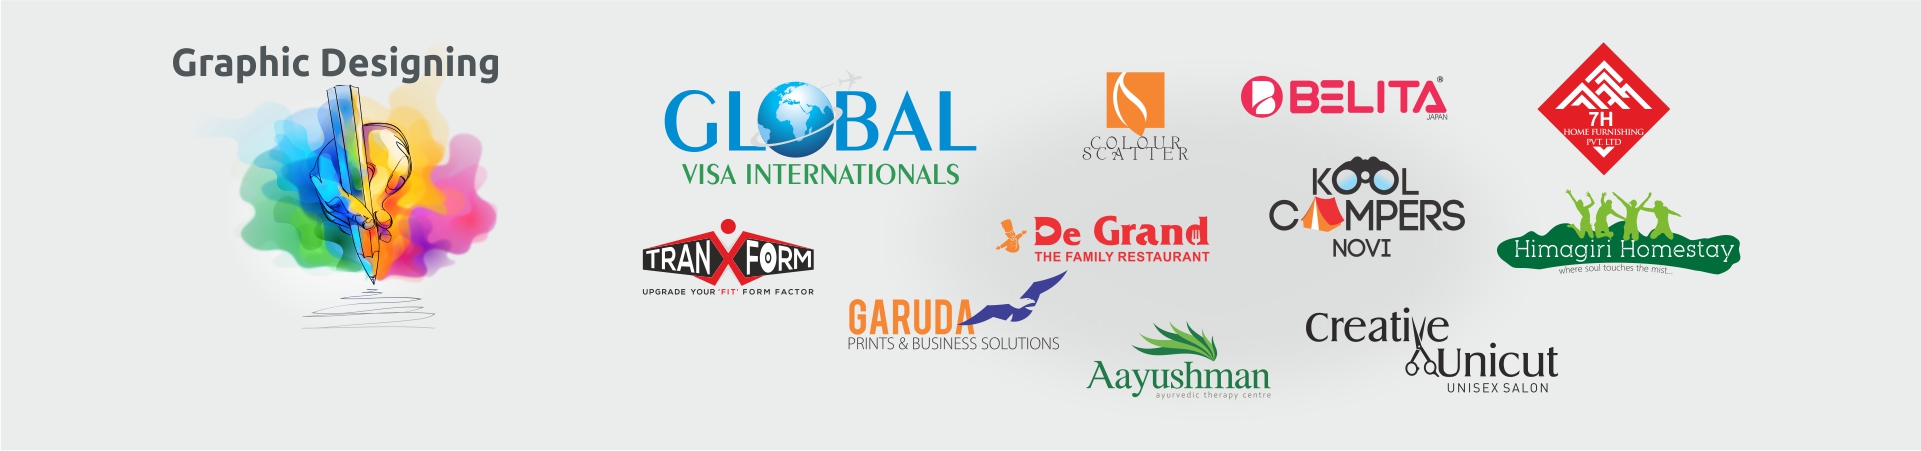 Graphic Designing
GLOBAL
VISA INTERNATIONALS
COLOUR
SCATTER
BELITA®
JAPAN
7H
HOME FURNISHING
PVT. LTD
KOOL
CAMPERS
NOVI
TRANXFORM
UPGRADE YOUR 'FIT' FORM FACTOR
De Grand
THE FAMILY RESTAURANT
Himagiri Homestay
where soul touches the mist...
GARUDA
PRINTS & BUSINESS SOLUTIONS
Aayushman
ayurvedic therapy centre
Creative
Unicut
UNISEX SALON